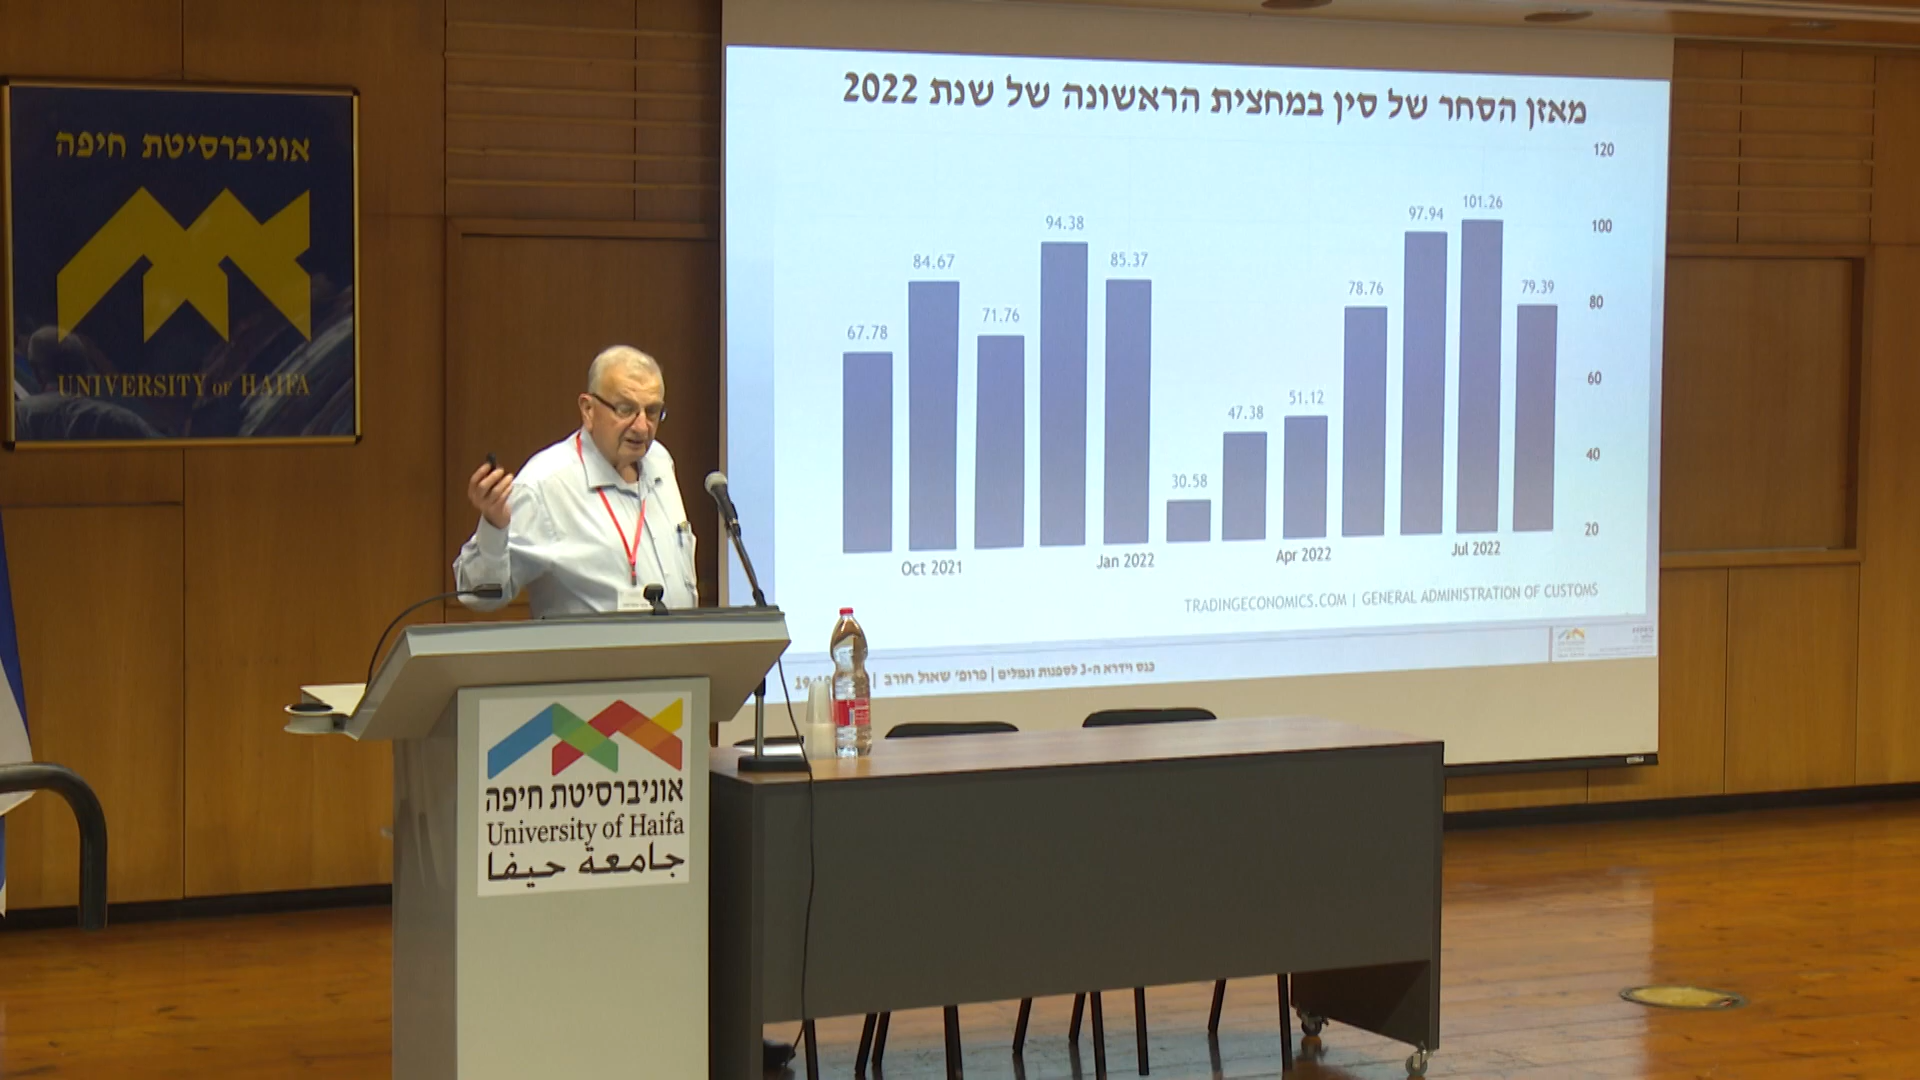 אוניברסיטת חיפה
UNIVERSITY OF HAIFA
מאזן הסחר של סין במחצית הראשונה של שנת 2022
120
100
80
60
40
20
67.78
84.67
71.76
94.38
85.37
30.58
47.38
51.12
78.76
97.94
101.26
79.39
Oct 2021
Jan 2022
Apr 2022
Jul 2022
TRADINGECONOMICS.COM | GENERAL ADMINISTRATION OF CUSTOMS
כנס וידרא ה-3 לספנות ונמלים | פרופ' שאול חורב |
אוניברסיטת חיפה
University of Haifa
جامعة حيفا